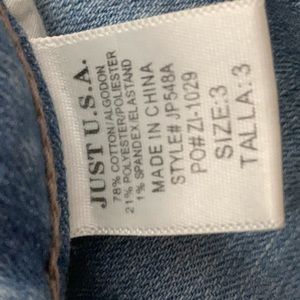 JUST U.S.A.
78% COTTON/ALGODON
21% POLYESTER/POLIESTER
1% SPANDEX/ELASTAND
MADE IN CHINA
STYLE# JP548A
PO#ZI-1029
SIZE:3
TALLA: 3